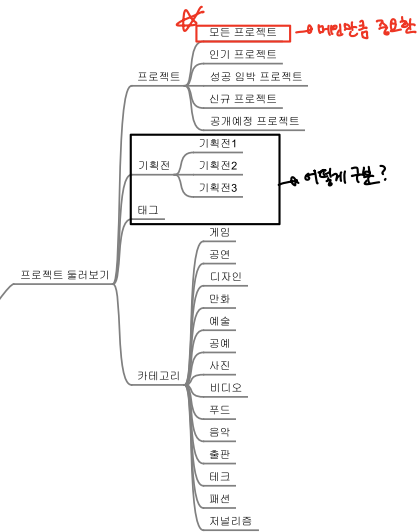 모든 프로젝트
메인만큼 중요한
인기 프로젝트
프로젝트
성공 임박 프로젝트
신규 프로젝트
공개예정 프로젝트
기획전1
기획전
기획전2
어떻게 구분?
기획전3
태그
게임
공연
프로젝트 둘러보기
디자인
만화
예술
공예
카테고리
사진
비디오
푸드
음악
출판
테크
패션
저널리즘